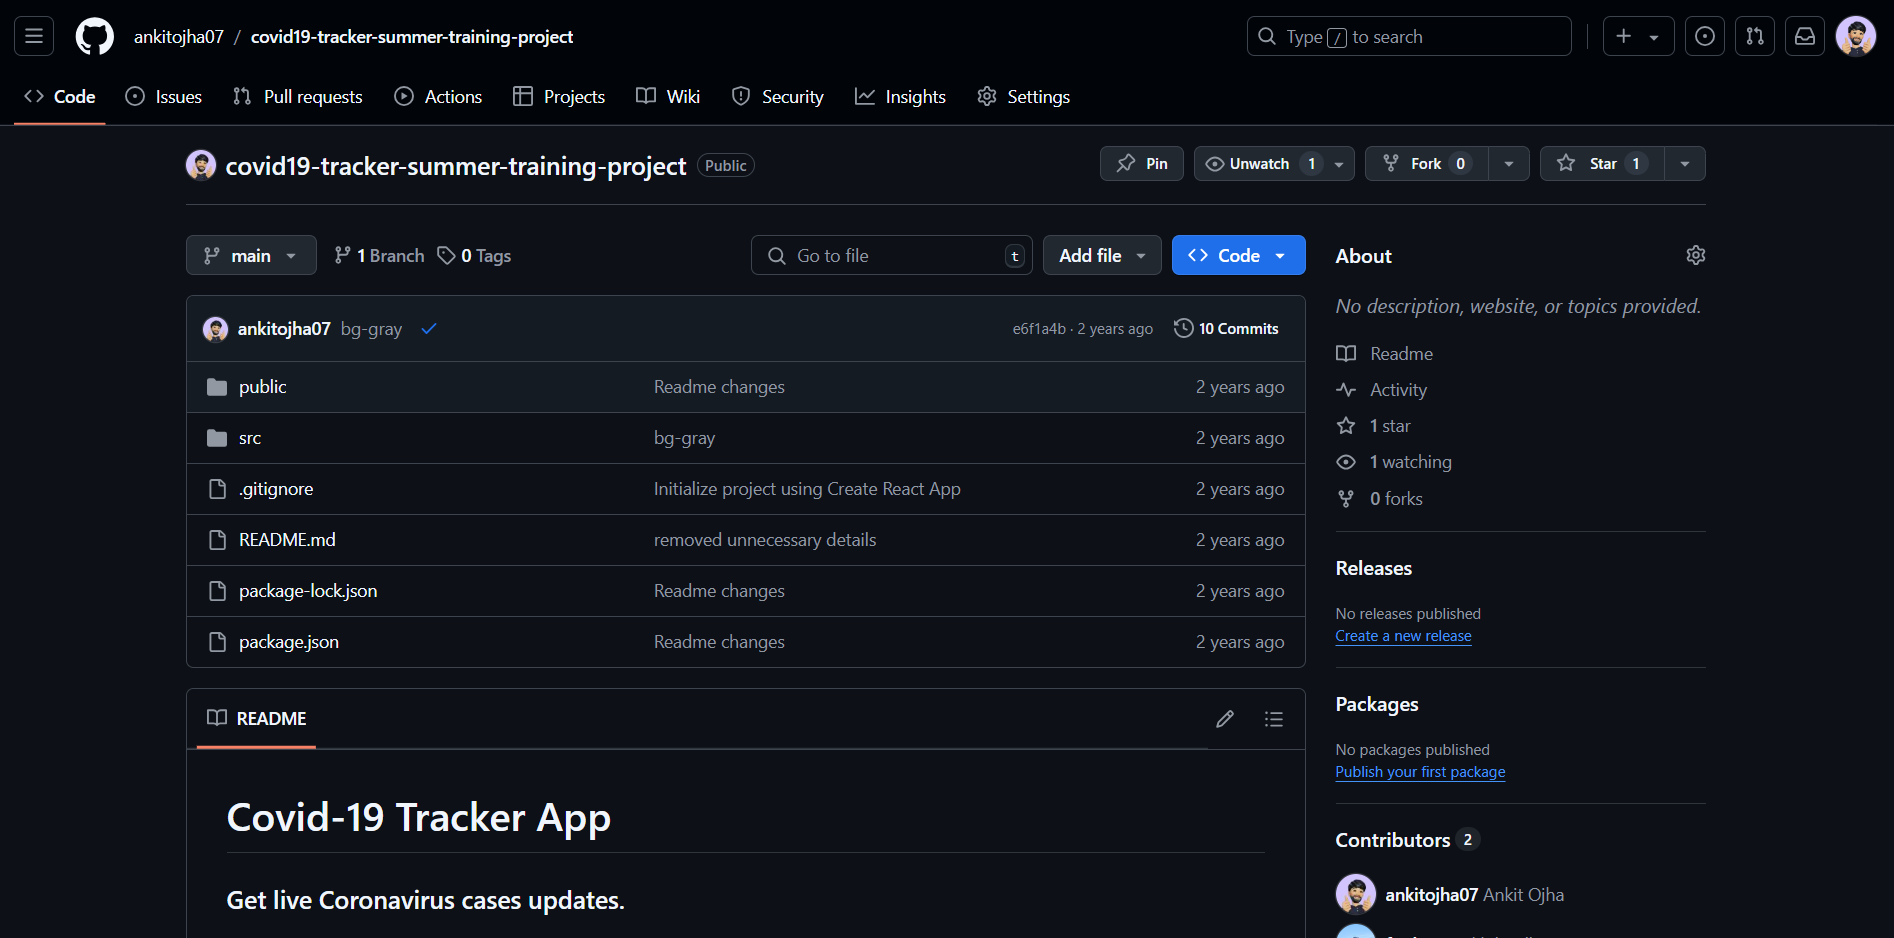 ankitojha07 / covid19-tracker-summer-training-project
Type / to search
Code Issues Pull requests Actions Projects Wiki Security Insights Settings
covid19-tracker-summer-training-project Public
Pin Unwatch 1 Fork 0 Star 1
main 1 Branch 0 Tags Go to file t Add file Code
ankitojha07 bg-gray e6f1a4b · 2 years ago 10 Commits
public Readme changes 2 years ago
src bg-gray 2 years ago
.gitignore Initialize project using Create React App 2 years ago
README.md removed unnecessary details 2 years ago
package-lock.json Readme changes 2 years ago
package.json Readme changes 2 years ago
README
Covid-19 Tracker App
Get live Coronavirus cases updates.
About
No description, website, or topics provided.
Readme
Activity
1 star
1 watching
0 forks
Releases
No releases published
Create a new release
Packages
No packages published
Publish your first package
Contributors 2
ankitojha07 Ankit Ojha